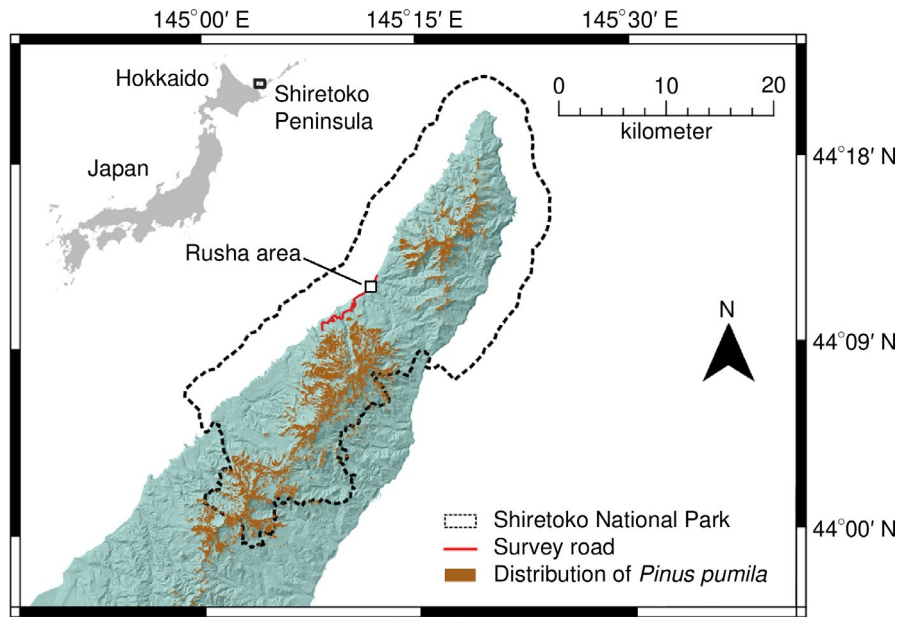 145°00′ E
145°15′ E
145°30′ E
Hokkaido
Shiretoko
Peninsula
Japan
0
10
20
kilometer
44°18′ N
Rusha area
N
44°09′ N
Shiretoko National Park
Survey road
Distribution of Pinus pumila
44°00′ N